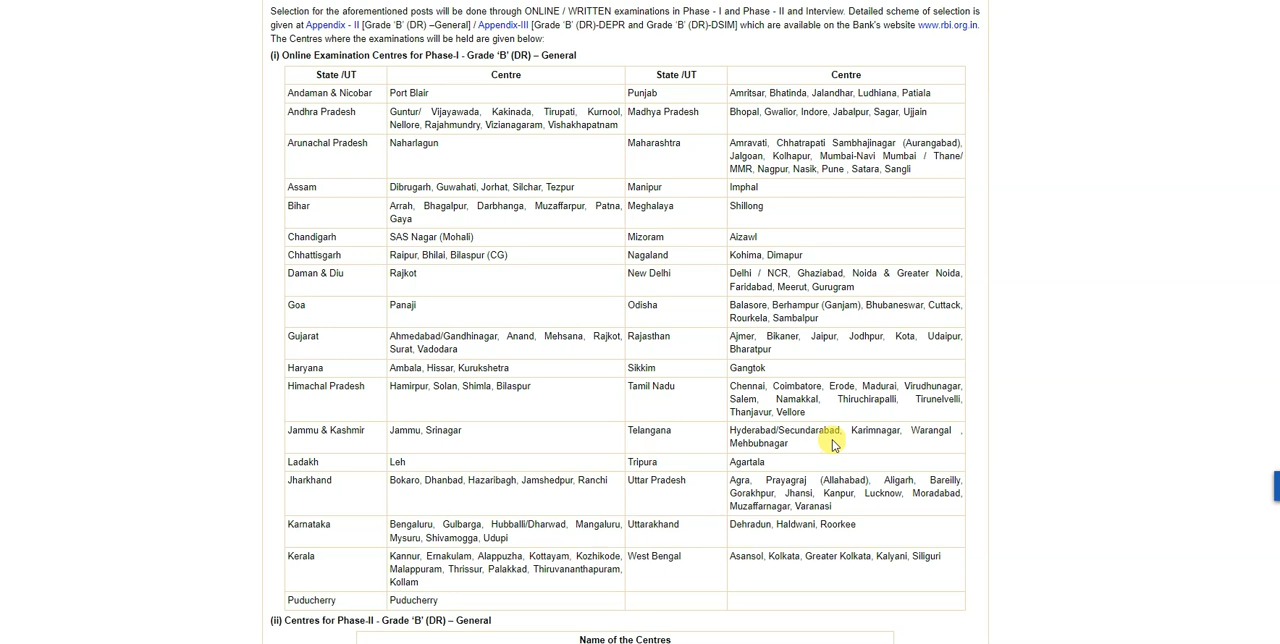 Selection for the aforementioned posts will be done through ONLINE / WRITTEN examinations in Phase - I and Phase - II and Interview. Detailed scheme of selection is
given at Appendix - II [Grade 'B' (DR) –General] / Appendix-III [Grade 'B' (DR)-DEPR and Grade 'B' (DR)-DSIM] which are available on the Bank's website www.rbi.org.in.
The Centres where the examinations will be held are given below:
(i) Online Examination Centres for Phase-I - Grade 'B' (DR) – General
State /UT Centre State /UT Centre
Andaman & Nicobar Port Blair Punjab Amritsar, Bhatinda, Jalandhar, Ludhiana, Patiala
Andhra Pradesh Guntur/ Vijayawada, Kakinada, Tirupati, Kurnool, Madhya Pradesh Bhopal, Gwalior, Indore, Jabalpur, Sagar, Ujjain
Nellore, Rajahmundry, Vizianagaram, Vishakhapatnam
Arunachal Pradesh Naharlagun Maharashtra Amravati, Chhatrapati Sambhajinagar (Aurangabad),
Jalgoan, Kolhapur, Mumbai-Navi Mumbai / Thane/
MMR, Nagpur, Nasik, Pune , Satara, Sangli
Assam Dibrugarh, Guwahati, Jorhat, Silchar, Tezpur Manipur Imphal
Bihar Arrah, Bhagalpur, Darbhanga, Muzaffarpur, Patna, Meghalaya Shillong
Gaya
Chandigarh SAS Nagar (Mohali) Mizoram Aizawl
Chhattisgarh Raipur, Bhilai, Bilaspur (CG) Nagaland Kohima, Dimapur
Daman & Diu Rajkot New Delhi Delhi / NCR, Ghaziabad, Noida & Greater Noida,
Faridabad, Meerut, Gurugram
Goa Panaji Odisha Balasore, Berhampur (Ganjam), Bhubaneswar, Cuttack,
Rourkela, Sambalpur
Gujarat Ahmedabad/Gandhinagar, Anand, Mehsana, Rajkot, Rajasthan Ajmer, Bikaner, Jaipur, Jodhpur, Kota, Udaipur,
Surat, Vadodara Bharatpur
Haryana Ambala, Hissar, Kurukshetra Sikkim Gangtok
Himachal Pradesh Hamirpur, Solan, Shimla, Bilaspur Tamil Nadu Chennai, Coimbatore, Erode, Madurai, Virudhunagar,
Salem, Namakkal, Thiruchirapalli, Tirunelvelli,
Thanjavur, Vellore
Jammu & Kashmir Jammu, Srinagar Telangana Hyderabad/Secundarabad, Karimnagar, Warangal ,
Mehbubnagar
Ladakh Leh Tripura Agartala
Jharkhand Bokaro, Dhanbad, Hazaribagh, Jamshedpur, Ranchi Uttar Pradesh Agra, Prayagraj (Allahabad), Aligarh, Bareilly,
Gorakhpur, Jhansi, Kanpur, Lucknow, Moradabad,
Muzaffarnagar, Varanasi
Karnataka Bengaluru, Gulbarga, Hubballi/Dharwad, Mangaluru, Uttarakhand Dehradun, Haldwani, Roorkee
Mysuru, Shivamogga, Udupi
Kerala Kannur, Ernakulam, Alappuzha, Kottayam, Kozhikode, West Bengal Asansol, Kolkata, Greater Kolkata, Kalyani, Siliguri
Malappuram, Thrissur, Palakkad, Thiruvananthapuram,
Kollam
Puducherry Puducherry
(ii) Centres for Phase-II - Grade 'B' (DR) – General
Name of the Centres